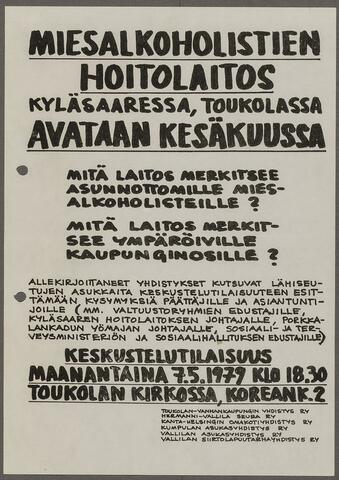 MIESALKOHOLISTIEN
HOITOLAITOS
KYLÄSAARESSA, TOUKOLASSA
AVATAAN KESÄKUUSSA
MITÄ LAITOS MERKITSEE
ASUNNOTTOMILLE MIES-
ALKOHOLISTEILLE ?
MITÄ LAITOS MERKIT-
SEE YMPÄRÖIVILLE
KAUPUNGINOSILLE ?
ALLEKIRJOITTANEET YHDISTYKSET KUTSUVAT LÄHISEU-
TUJEN ASUKKAITA KESKUSTELUTILAISUUTEEN ESIT-
TÄMÄÄN KYSYMYKSIÄ PÄÄTTÄJILLE JA ASIANTUNTI-
JOILLE (MM. VALTUUSTORYHMIEN EDUSTAJILLE,
KYLÄSAAREN HOITOLAITOKSEN JOHTAJALLE, PORKKA-
LANKADUN YÖMAJAN JOHTAJALLE, SOSIAALI- JA TER-
VEYSMINISTERIÖN JA SOSIAALIHALLITUKSEN EDUSTAJILLE)
KESKUSTELUTILAISUUS
MAANANTAINA 7.5.1979 KLO 18.30
TOUKOLAN KIRKOSSA, KOREANK. 2
TOUKOLAN-VANHANKAUPUNGIN YHDISTYS RY
HERMANNI-VALLILA SEURA RY
KANTA-HELSINGIN OMAKOTIYHDISTYS RY
KUMPULAN ASUKASYHDISTYS RY
VALLILAN ASUKASYHDISTYS RY
VALLILAN SIIRTOLAPUUTARHAYHDISTYS RY